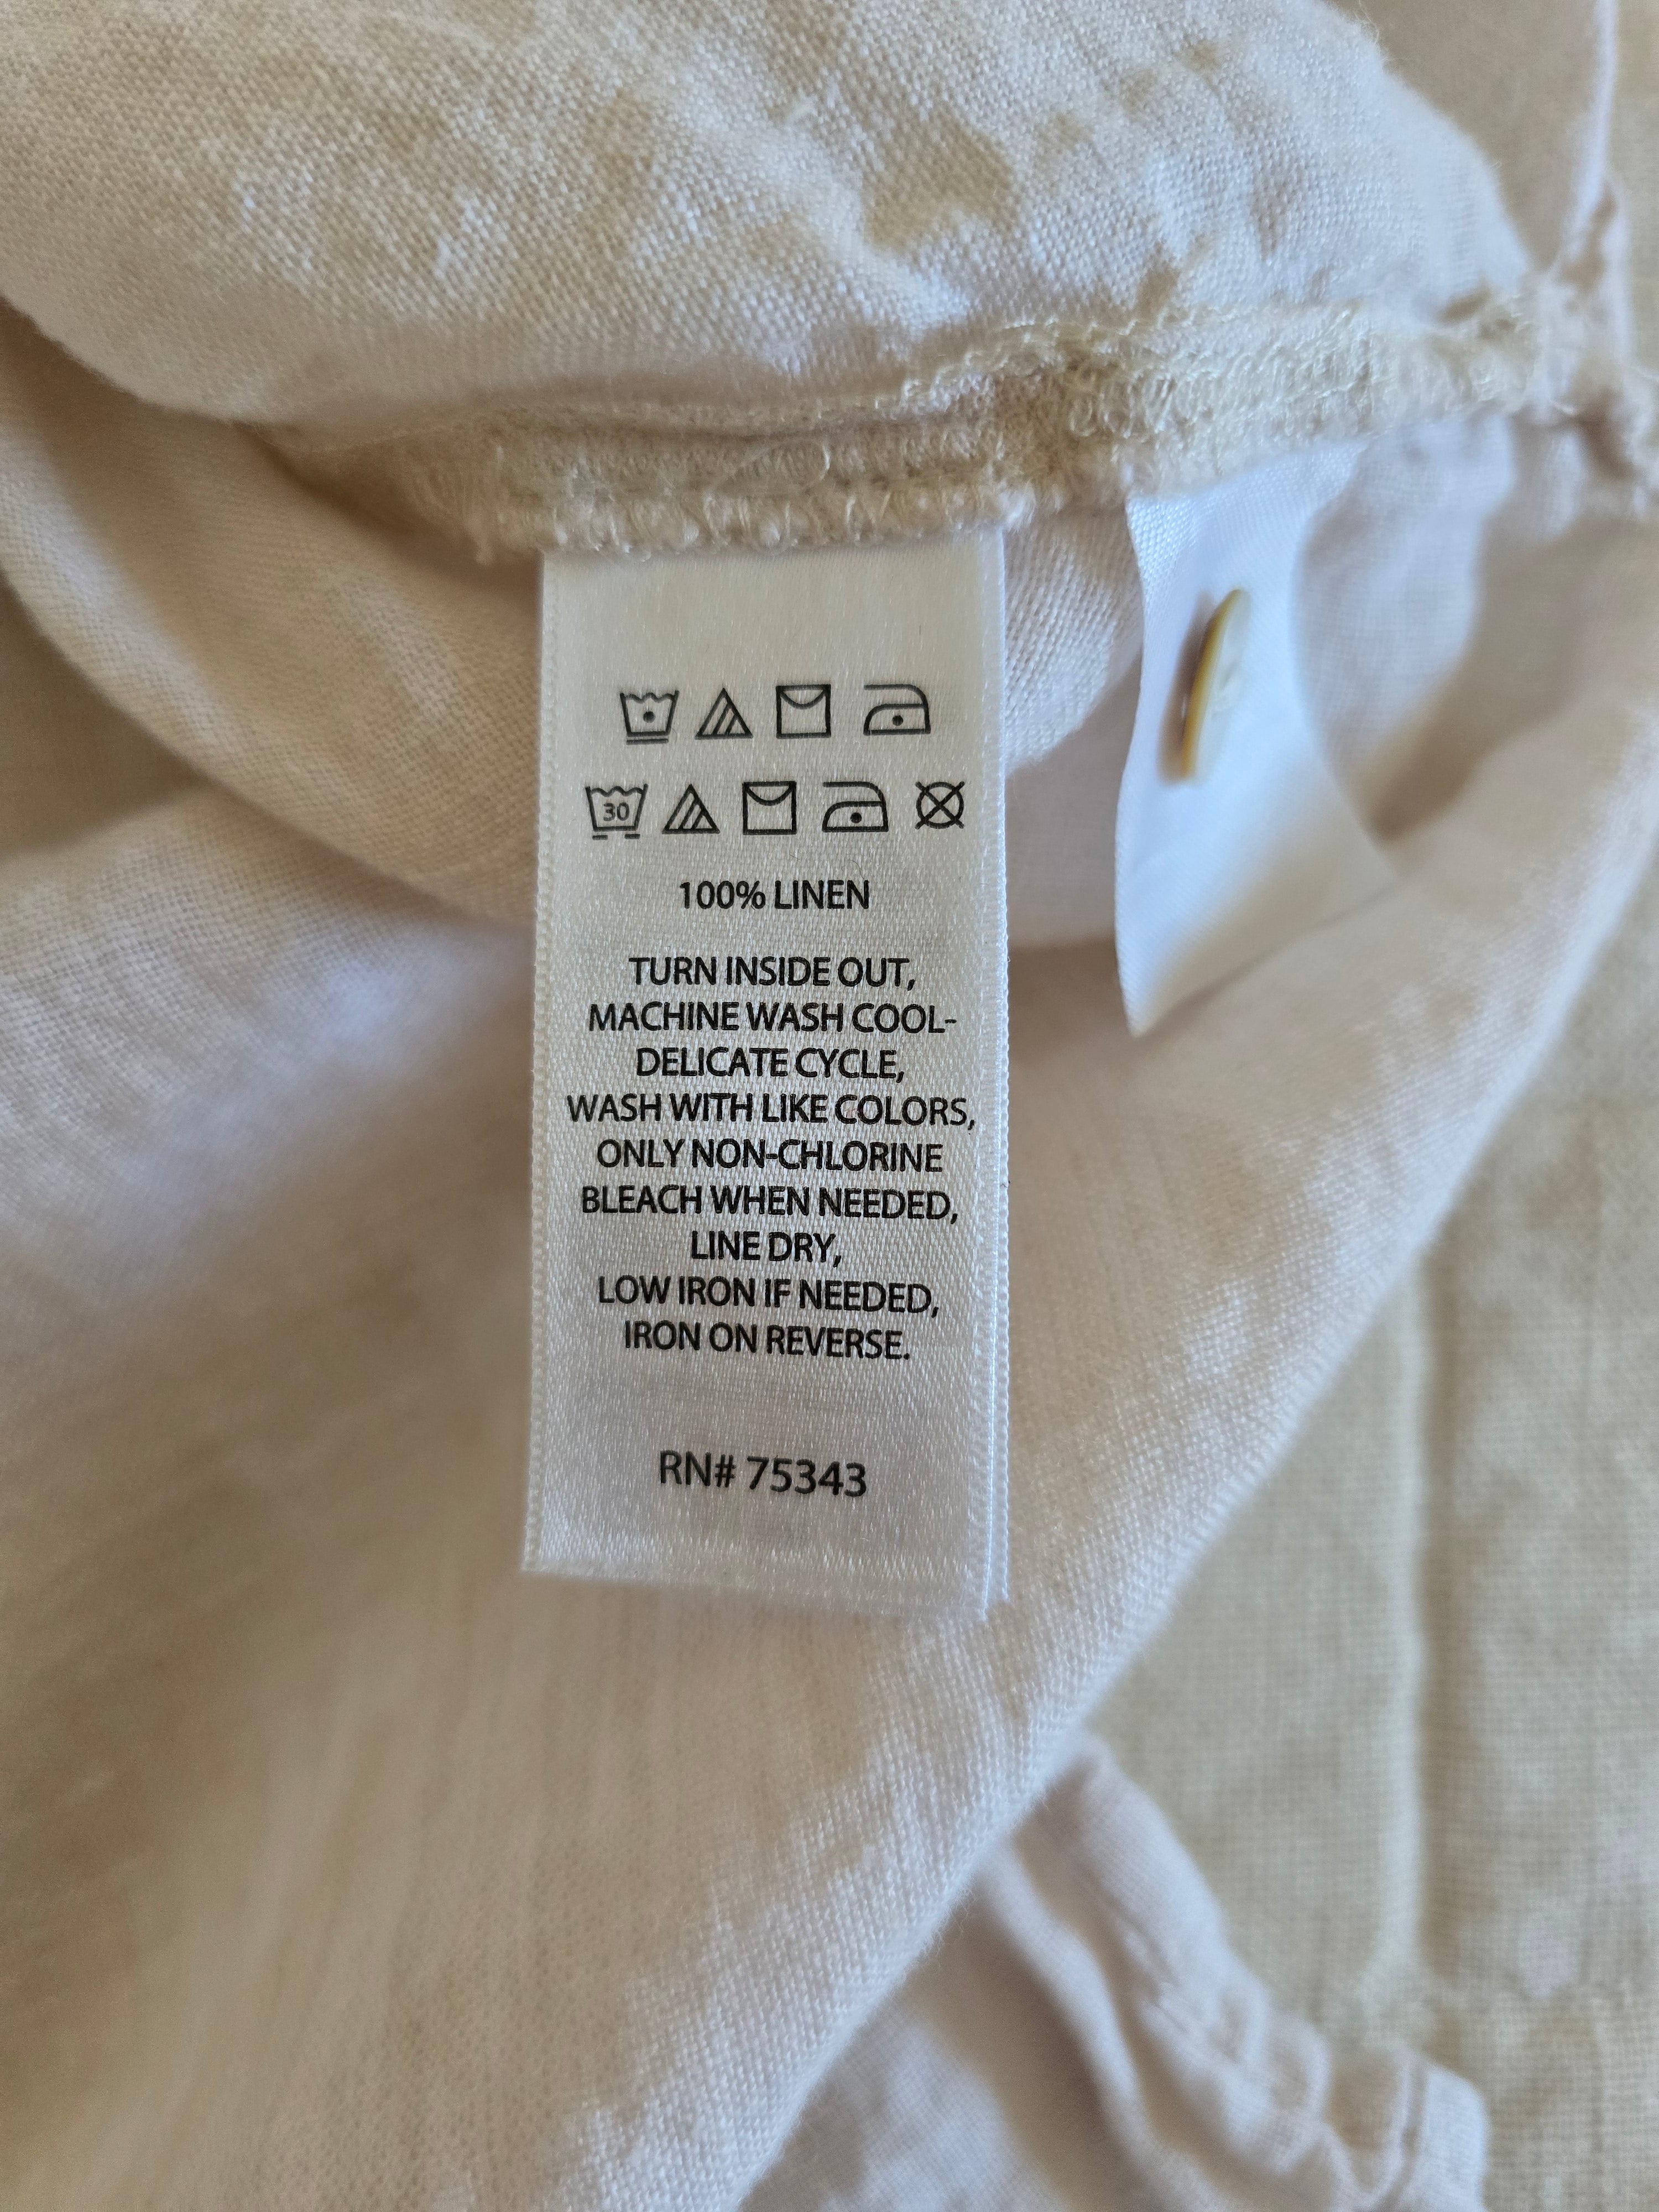 30
100% LINEN
TURN INSIDE OUT,
MACHINE WASH COOL-
DELICATE CYCLE,
WASH WITH LIKE COLORS,
ONLY NON-CHLORINE
BLEACH WHEN NEEDED,
LINE DRY,
LOW IRON IF NEEDED,
IRON ON REVERSE.
RN# 75343